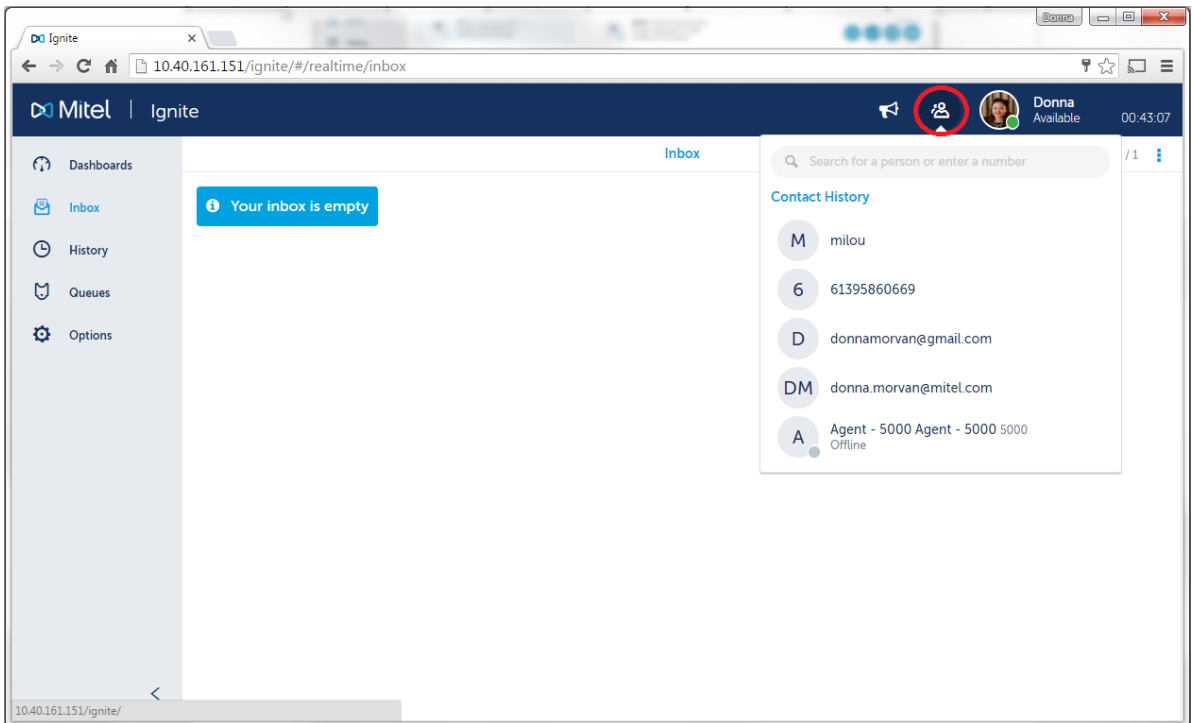 Donna
Ignite
10.40.161.151/ignite/#/realtime/inbox
Mitel | Ignite
Donna
Available
00:43:07
Dashboards
Inbox
History
Queues
Options
Inbox
/ 1
Your inbox is empty
Search for a person or enter a number
Contact History
M milou
6 61395860669
D donnamorvan@gmail.com
DM donna.morvan@mitel.com
A Agent - 5000 Agent - 5000 5000
Offline
10.40.161.151/ignite/